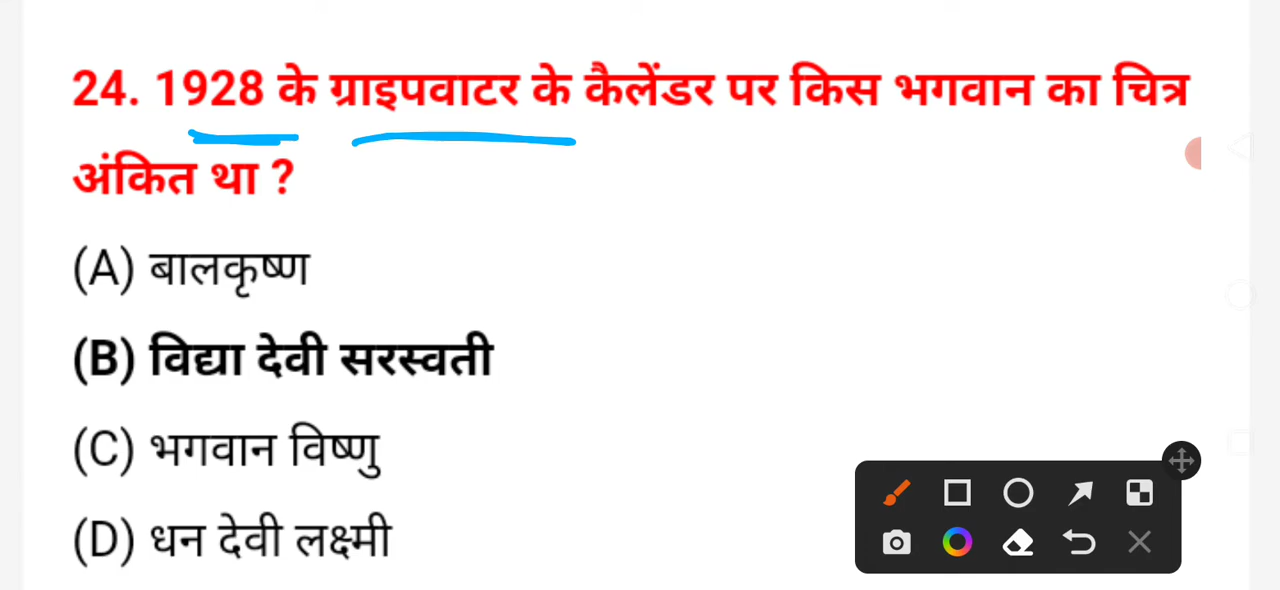 24. 1928 के ग्राइपवाटर के कैलेंडर पर किस भगवान का चित्र
अंकित था ?
(A) बालकृष्ण
(B) विद्या देवी सरस्वती
(C) भगवान विष्णु
(D) धन देवी लक्ष्मी